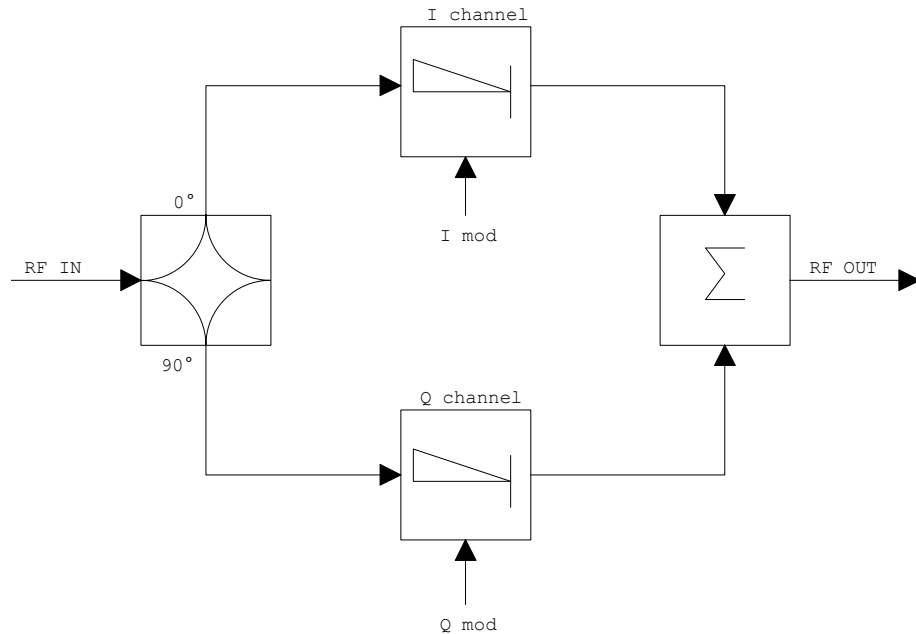 I channel
I mod
0°
RF IN
90°
Σ
RF OUT
Q channel
Q mod